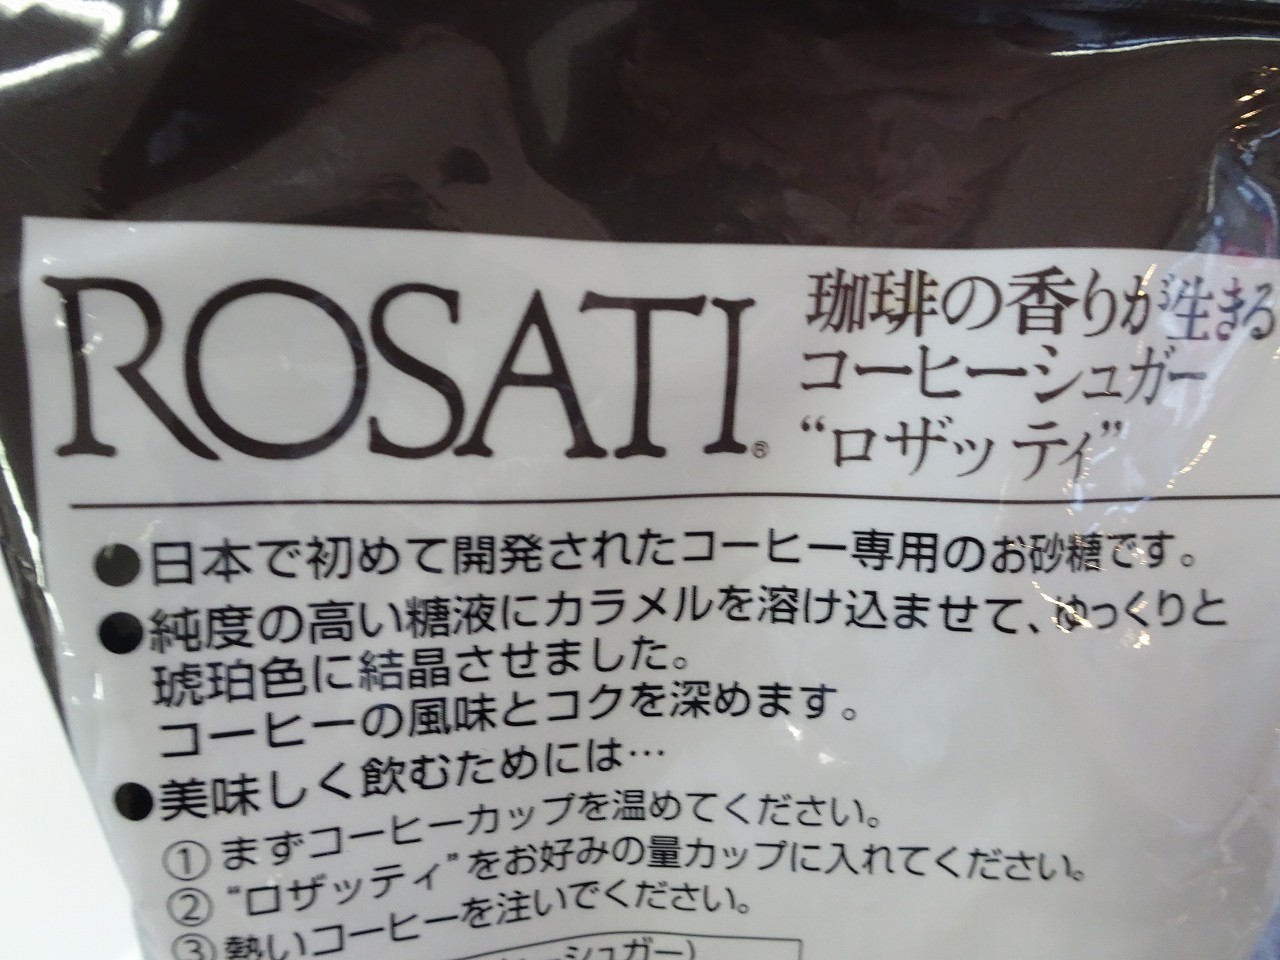 ROSATI®
珈琲の香りが生きる
コーヒーシュガー
“ロザッティ”
●日本で初めて開発されたコーヒー専用のお砂糖です。
●純度の高い糖液にカラメルを溶け込ませて、ゆっくりと
琥珀色に結晶させました。
コーヒーの風味とコクを深めます。
●美味しく飲むためには…
①まずコーヒーカップを温めてください。
②“ロザッティ”をお好みの量カップに入れてください。
③熱いコーヒーを注いでください。
ーシュガー)